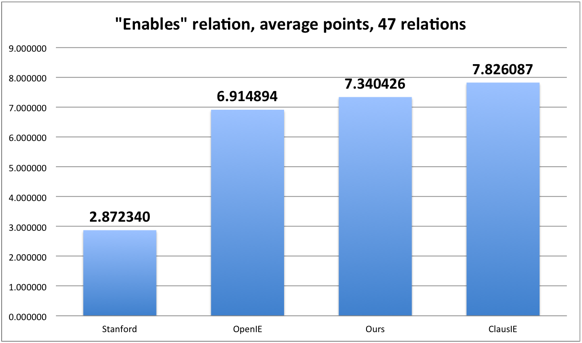 "Enables" relation, average points, 47 relations
9.000000
8.000000
7.000000
6.000000
5.000000
4.000000
3.000000
2.000000
1.000000
0.000000
2.872340
6.914894
7.340426
7.826087
Stanford
OpenIE
Ours
ClausIE